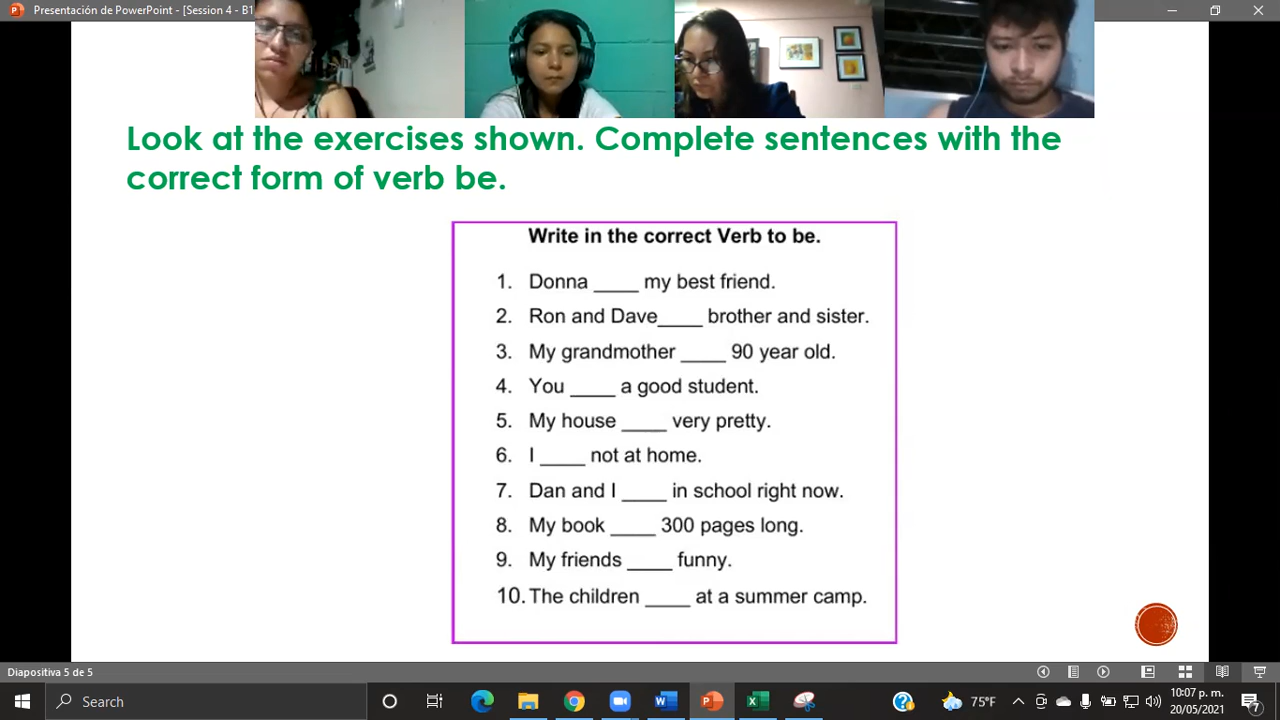 Presentación de PowerPoint - [Session 4 - B1
Look at the exercises shown. Complete sentences with the
correct form of verb be.
Write in the correct Verb to be.
1. Donna ____ my best friend.
2. Ron and Dave____ brother and sister.
3. My grandmother ____ 90 year old.
4. You ____ a good student.
5. My house ____ very pretty.
6. I ____ not at home.
7. Dan and I ____ in school right now.
8. My book ____ 300 pages long.
9. My friends ____ funny.
10. The children ____ at a summer camp.
Diapositiva 5 de 5
Search
75°F
10:07 p. m.
20/05/2021
7